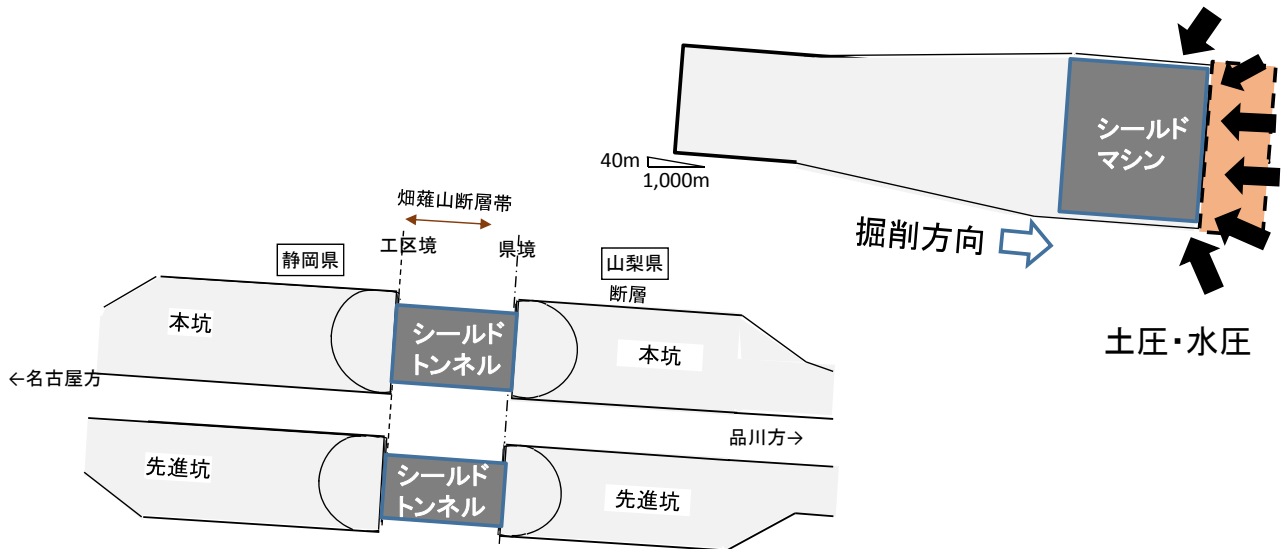 シールド
マシン
40m
1,000m
掘削方向
土圧・水圧
畑薙山断層帯
工区境
県境
静岡県
山梨県
断層
本坑
シールド
トンネル
本坑
←名古屋方
品川方→
先進坑
シールド
トンネル
先進坑